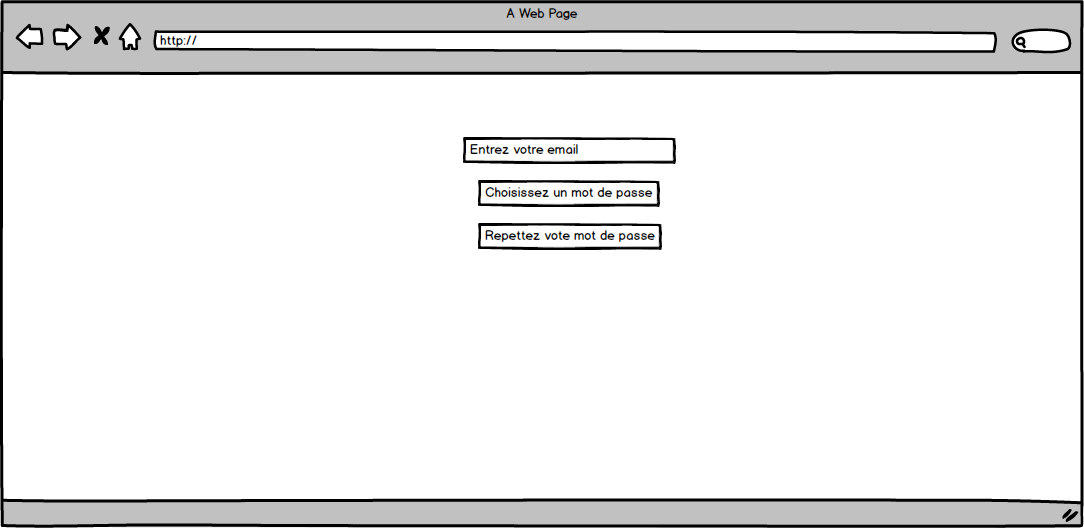 A Web Page
http://
Entrez votre email
Choisissez un mot de passe
Repettez vote mot de passe